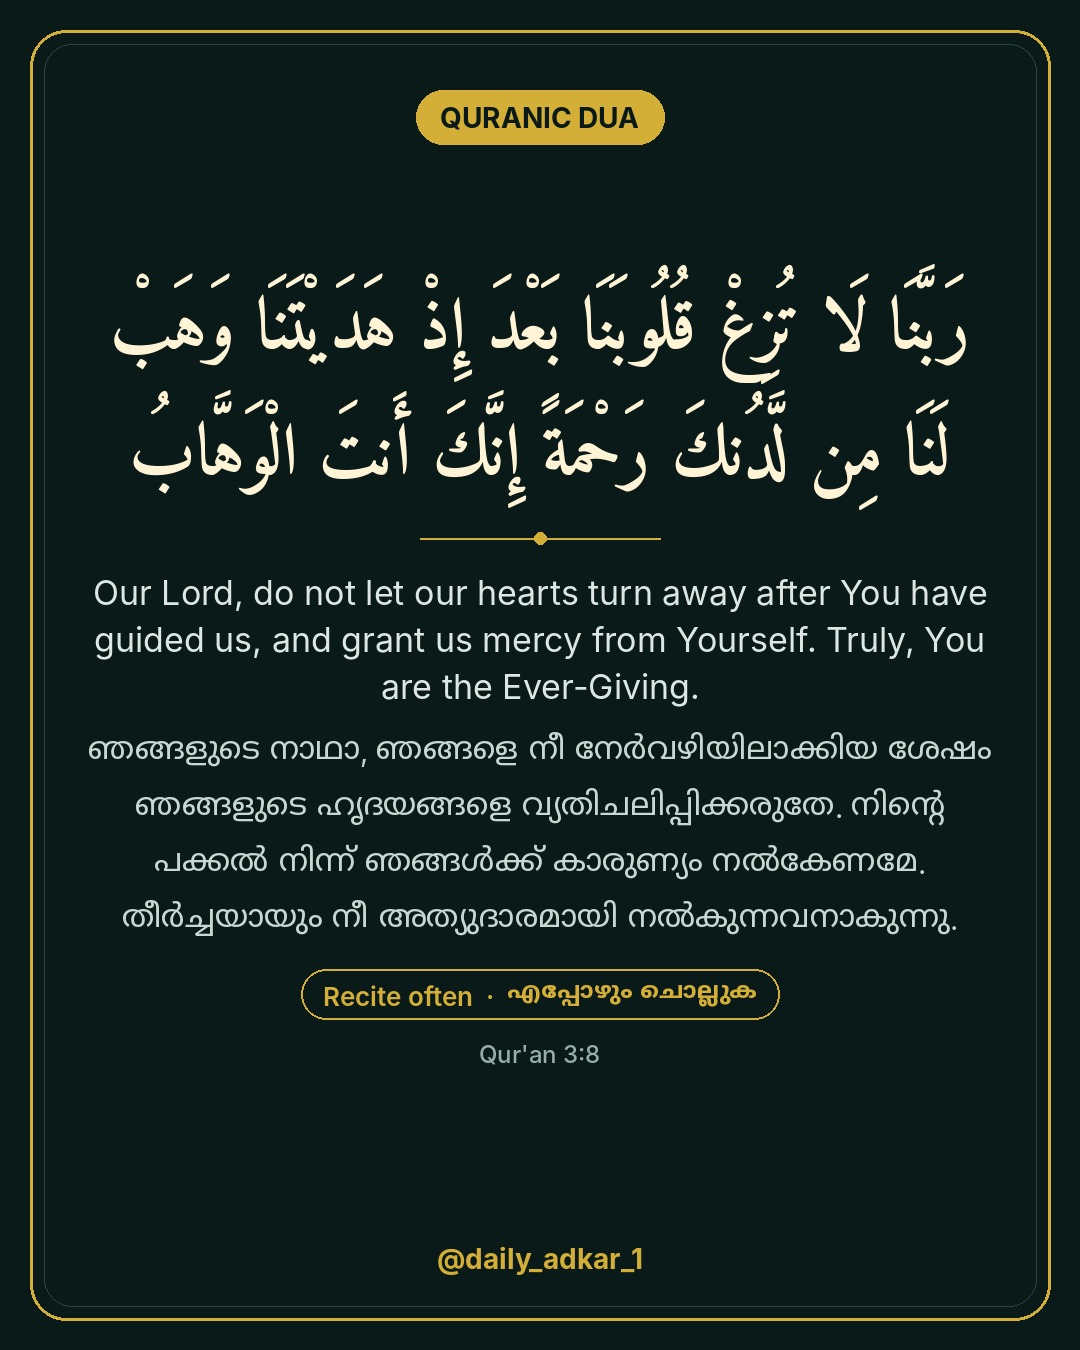 QURANIC DUA
رَبَّنَا لَا تُزِغْ قُلُوبَنَا بَعْدَ إِذْ هَدَيْتَنَا وَهَبْ
لَنَا مِن لَّدُنكَ رَحْمَةً إِنَّكَ أَنتَ الْوَهَّابُ
Our Lord, do not let our hearts turn away after You have
guided us, and grant us mercy from Yourself. Truly, You
are the Ever-Giving.
ഞങ്ങളുടെ നാഥാ, ഞങ്ങളെ നീ നേർവഴിയിലാക്കിയ ശേഷം
ഞങ്ങളുടെ ഹൃദയങ്ങളെ വ്യതിചലിപ്പിക്കരുതേ. നിന്റെ
പക്കൽ നിന്ന് ഞങ്ങൾക്ക് കാരുണ്യം നൽകേണമേ.
തീർച്ചയായും നീ അത്യുദാരമായി നൽകുന്നവനാകുന്നു.
Recite often · എപ്പോഴും ചൊല്ലുക
Qur'an 3:8
@daily_adkar_1